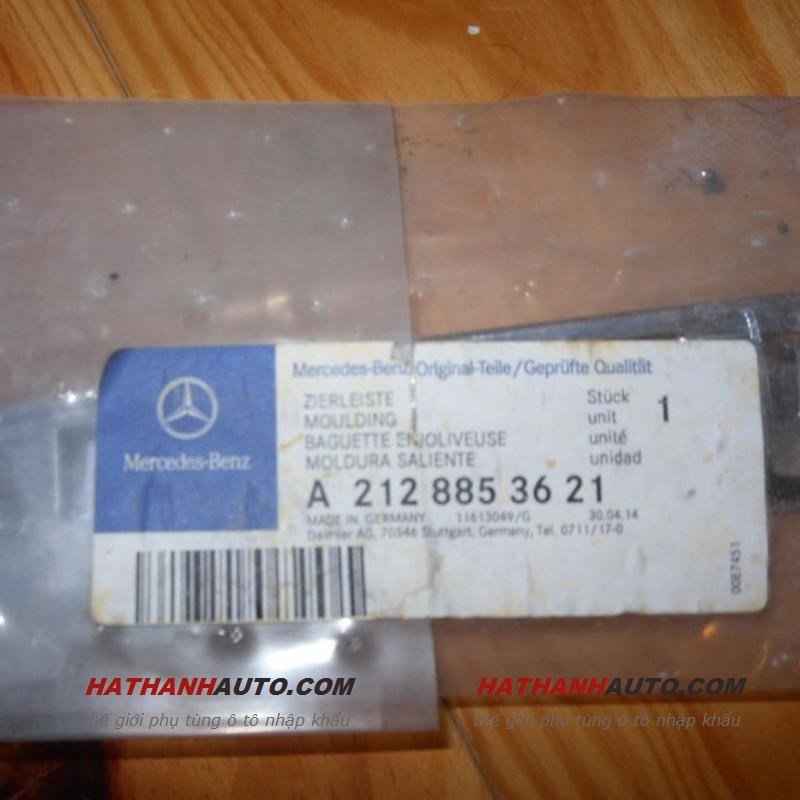 Mercedes-Benz Original-Teile/Geprüfte Qualität
ZIERLEISTE
MOULDING
BAGUETTE ENJOLIVEUSE
MOLDURA SALIENTE
Stück
unit
unité
unidad
1
Mercedes-Benz
A 212 885 36 21
MADE IN GERMANY 11613049/G 30.04.14
Daimler AG, 70546 Stuttgart, Germany, Tel. 0711/17-0
00E7451
HATHANHAUTO.COM HATHANHAUTO.COM
thế giới phụ tùng ô tô nhập khẩu thế giới phụ tùng ô tô nhập khẩu